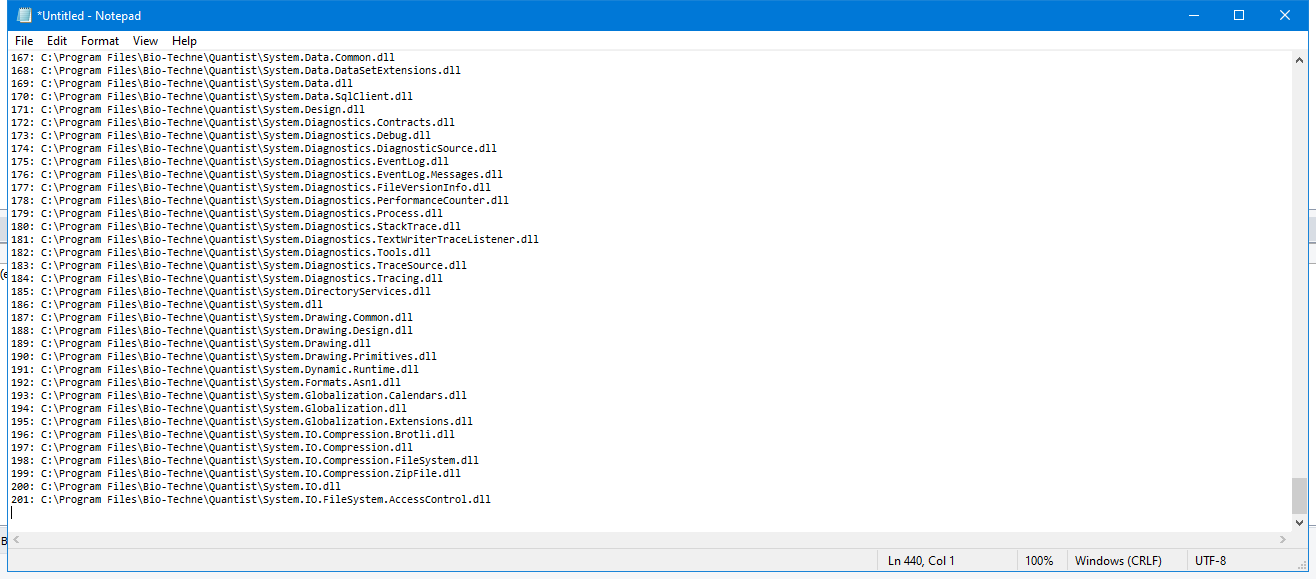 *Untitled - Notepad
File Edit Format View Help
167: C:\Program Files\Bio-Techne\Quantist\System.Data.Common.dll
168: C:\Program Files\Bio-Techne\Quantist\System.Data.DataSetExtensions.dll
169: C:\Program Files\Bio-Techne\Quantist\System.Data.dll
170: C:\Program Files\Bio-Techne\Quantist\System.Data.SqlClient.dll
171: C:\Program Files\Bio-Techne\Quantist\System.Design.dll
172: C:\Program Files\Bio-Techne\Quantist\System.Diagnostics.Contracts.dll
173: C:\Program Files\Bio-Techne\Quantist\System.Diagnostics.Debug.dll
174: C:\Program Files\Bio-Techne\Quantist\System.Diagnostics.DiagnosticSource.dll
175: C:\Program Files\Bio-Techne\Quantist\System.Diagnostics.EventLog.dll
176: C:\Program Files\Bio-Techne\Quantist\System.Diagnostics.EventLog.Messages.dll
177: C:\Program Files\Bio-Techne\Quantist\System.Diagnostics.FileVersionInfo.dll
178: C:\Program Files\Bio-Techne\Quantist\System.Diagnostics.PerformanceCounter.dll
179: C:\Program Files\Bio-Techne\Quantist\System.Diagnostics.Process.dll
180: C:\Program Files\Bio-Techne\Quantist\System.Diagnostics.StackTrace.dll
181: C:\Program Files\Bio-Techne\Quantist\System.Diagnostics.TextWriterTraceListener.dll
182: C:\Program Files\Bio-Techne\Quantist\System.Diagnostics.Tools.dll
183: C:\Program Files\Bio-Techne\Quantist\System.Diagnostics.TraceSource.dll
184: C:\Program Files\Bio-Techne\Quantist\System.Diagnostics.Tracing.dll
185: C:\Program Files\Bio-Techne\Quantist\System.DirectoryServices.dll
186: C:\Program Files\Bio-Techne\Quantist\System.dll
187: C:\Program Files\Bio-Techne\Quantist\System.Drawing.Common.dll
188: C:\Program Files\Bio-Techne\Quantist\System.Drawing.Design.dll
189: C:\Program Files\Bio-Techne\Quantist\System.Drawing.dll
190: C:\Program Files\Bio-Techne\Quantist\System.Drawing.Primitives.dll
191: C:\Program Files\Bio-Techne\Quantist\System.Dynamic.Runtime.dll
192: C:\Program Files\Bio-Techne\Quantist\System.Formats.Asn1.dll
193: C:\Program Files\Bio-Techne\Quantist\System.Globalization.Calendars.dll
194: C:\Program Files\Bio-Techne\Quantist\System.Globalization.dll
195: C:\Program Files\Bio-Techne\Quantist\System.Globalization.Extensions.dll
196: C:\Program Files\Bio-Techne\Quantist\System.IO.Compression.Brotli.dll
197: C:\Program Files\Bio-Techne\Quantist\System.IO.Compression.dll
198: C:\Program Files\Bio-Techne\Quantist\System.IO.Compression.FileSystem.dll
199: C:\Program Files\Bio-Techne\Quantist\System.IO.Compression.ZipFile.dll
200: C:\Program Files\Bio-Techne\Quantist\System.IO.dll
201: C:\Program Files\Bio-Techne\Quantist\System.IO.FileSystem.AccessControl.dll
Ln 440, Col 1 100% Windows (CRLF) UTF-8